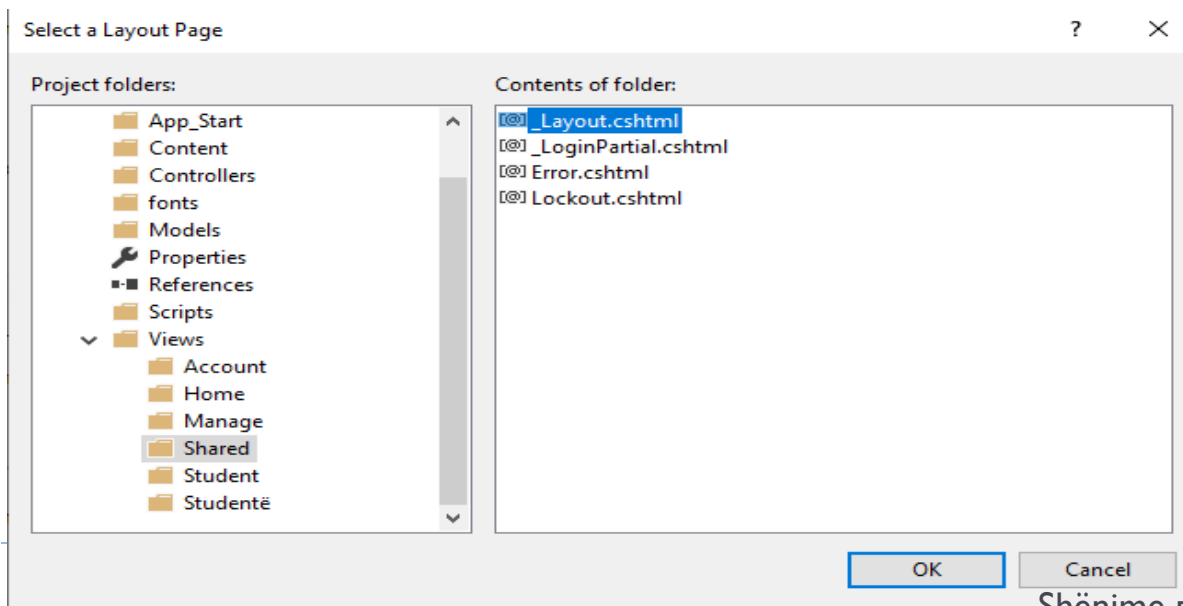 Select a Layout Page
?
Project folders:
App_Start
Content
Controllers
fonts
Models
Properties
References
Scripts
Views
Account
Home
Manage
Shared
Student
Studentë
Contents of folder:
_Layout.cshtml
_LoginPartial.cshtml
Error.cshtml
Lockout.cshtml
OK
Cancel
Shënime